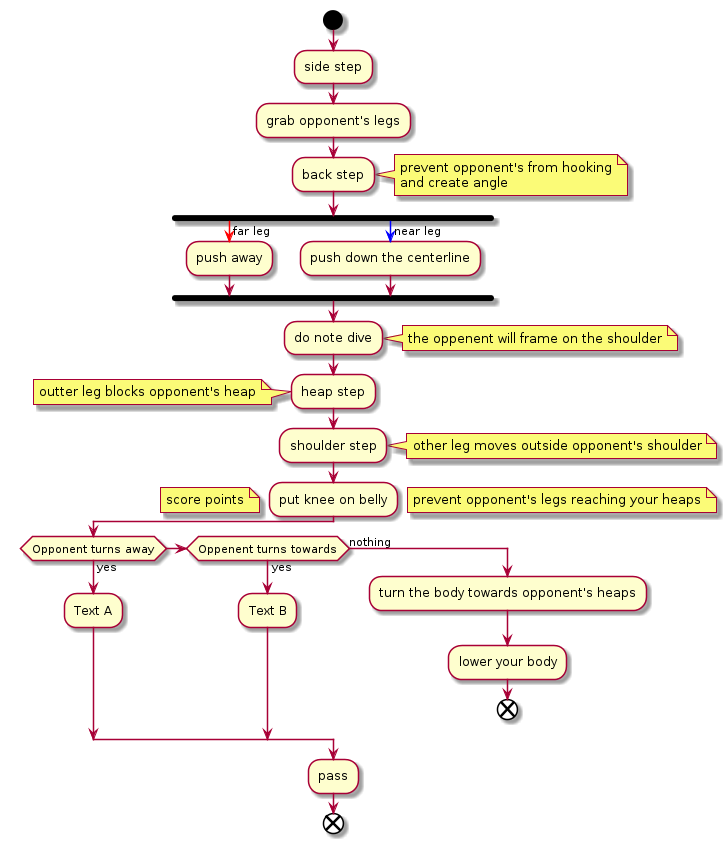 side step
grab opponent's legs
back step
prevent opponent's from hooking
and create angle
far leg
near leg
push away
push down the centerline
do note dive
the oppenent will frame on the shoulder
outter leg blocks opponent's heap
heap step
shoulder step
other leg moves outside opponent's shoulder
score points
put knee on belly
prevent opponent's legs reaching your heaps
Opponent turns away
Oppenent turns towards
nothing
yes
yes
Text A
Text B
turn the body towards opponent's heaps
lower your body
pass